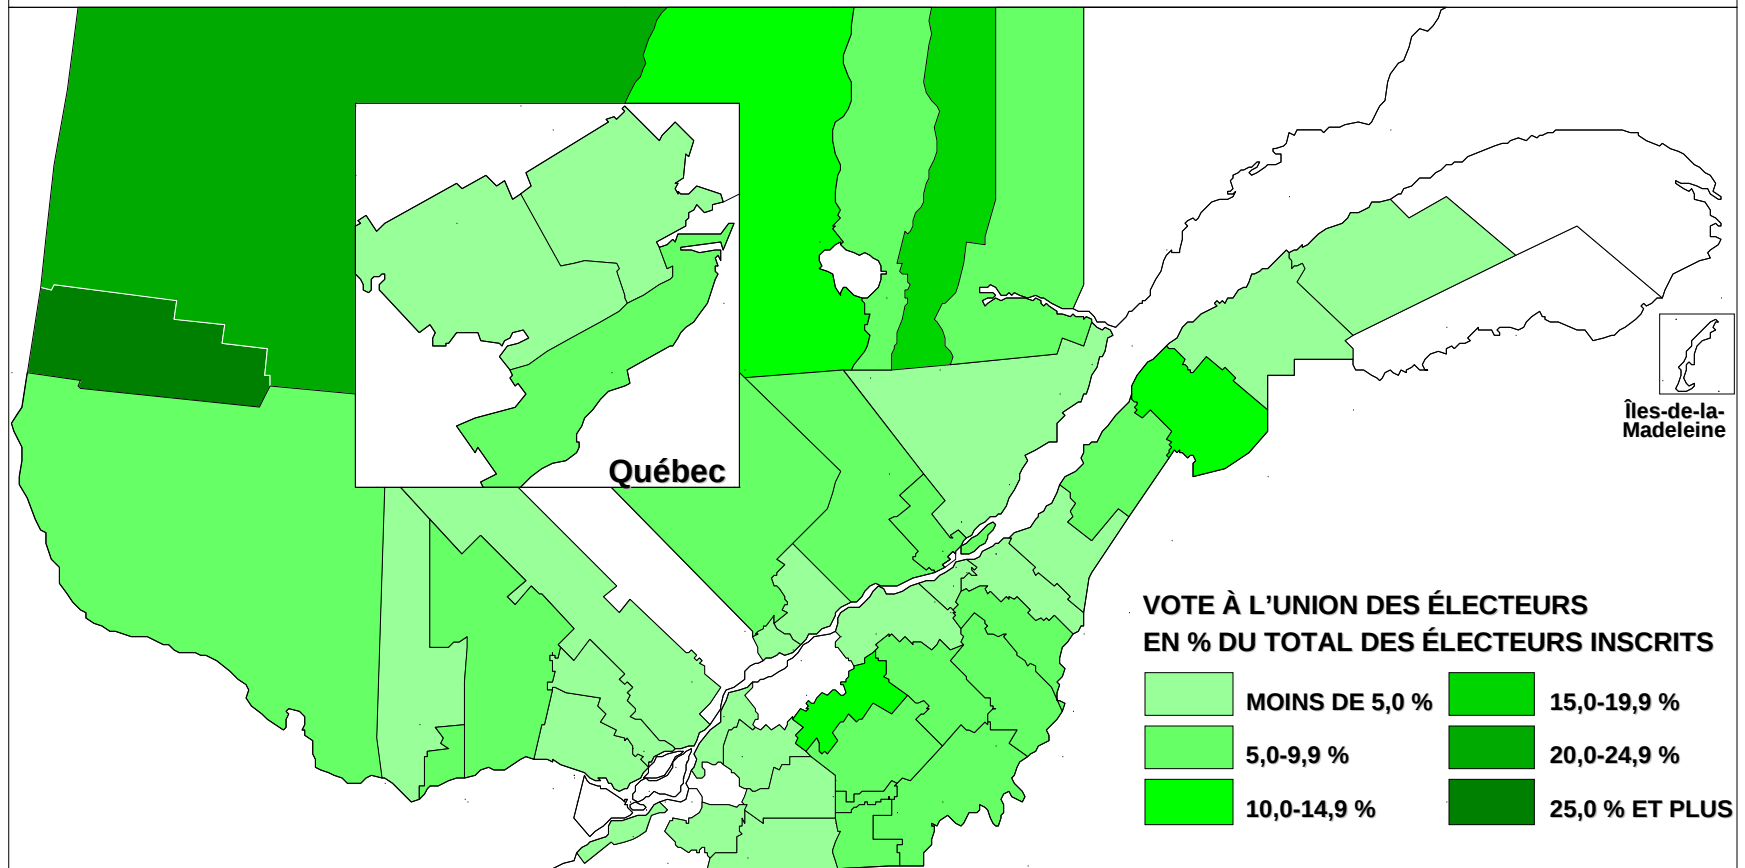 Québec
Îles-de-la-
Madeleine
VOTE À L’UNION DES ÉLECTEURS
EN % DU TOTAL DES ÉLECTEURS INSCRITS
MOINS DE 5,0 %
5,0-9,9 %
10,0-14,9 %
15,0-19,9 %
20,0-24,9 %
25,0 % ET PLUS